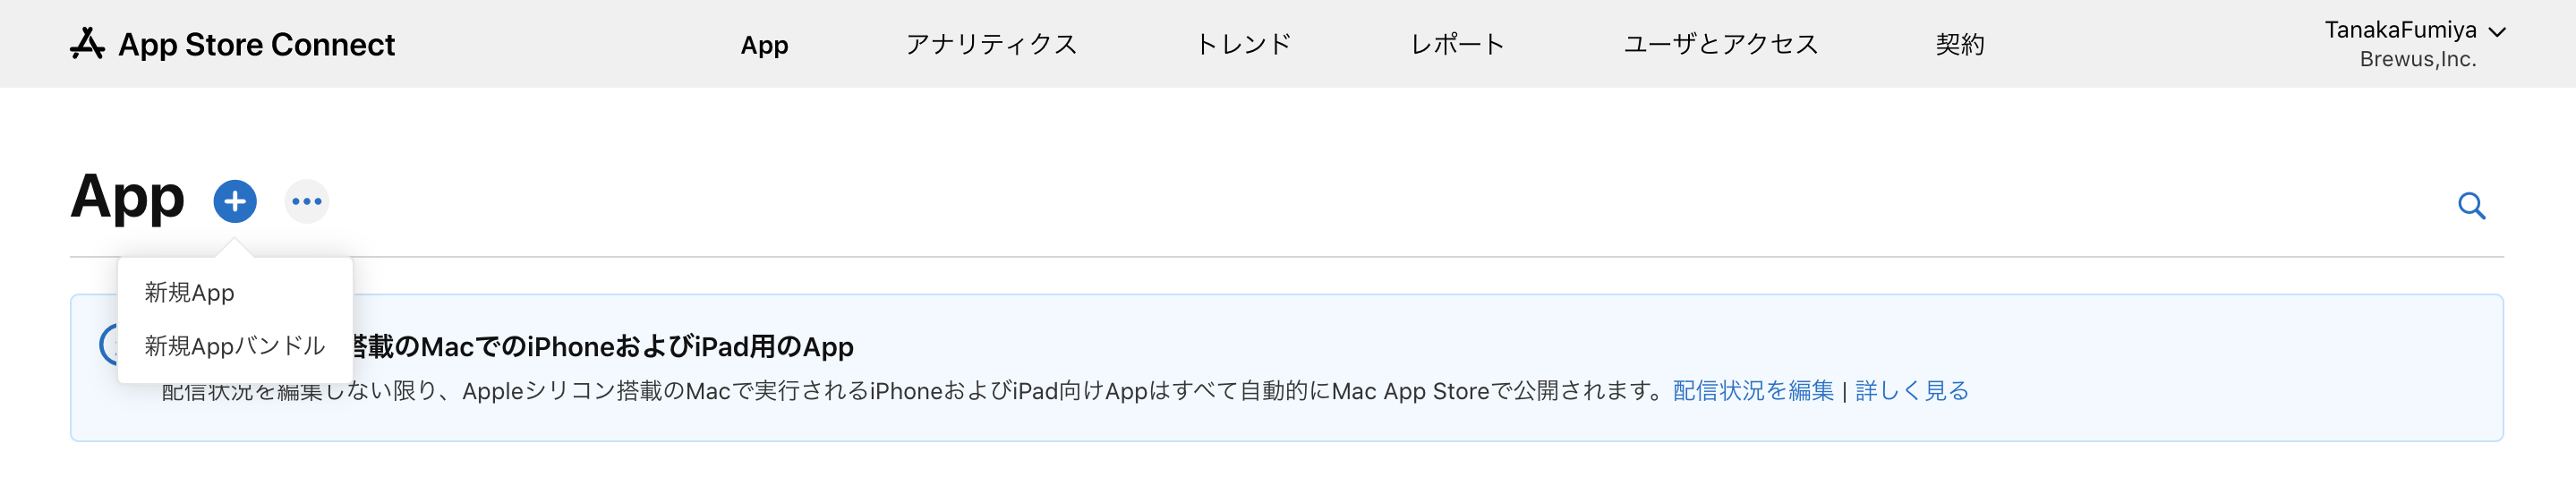 App Store Connect
App
アナリティクス
トレンド
レポート
ユーザとアクセス
契約
TanakaFumiya
Brewus,Inc.
App
新規App
新規Appバンドル
搭載のMacでのiPhoneおよびiPad用のApp
配信状況を編集しない限り、Appleシリコン搭載のMacで実行されるiPhoneおよびiPad向けAppはすべて自動的にMac App Storeで公開されます。配信状況を編集 | 詳しく見る